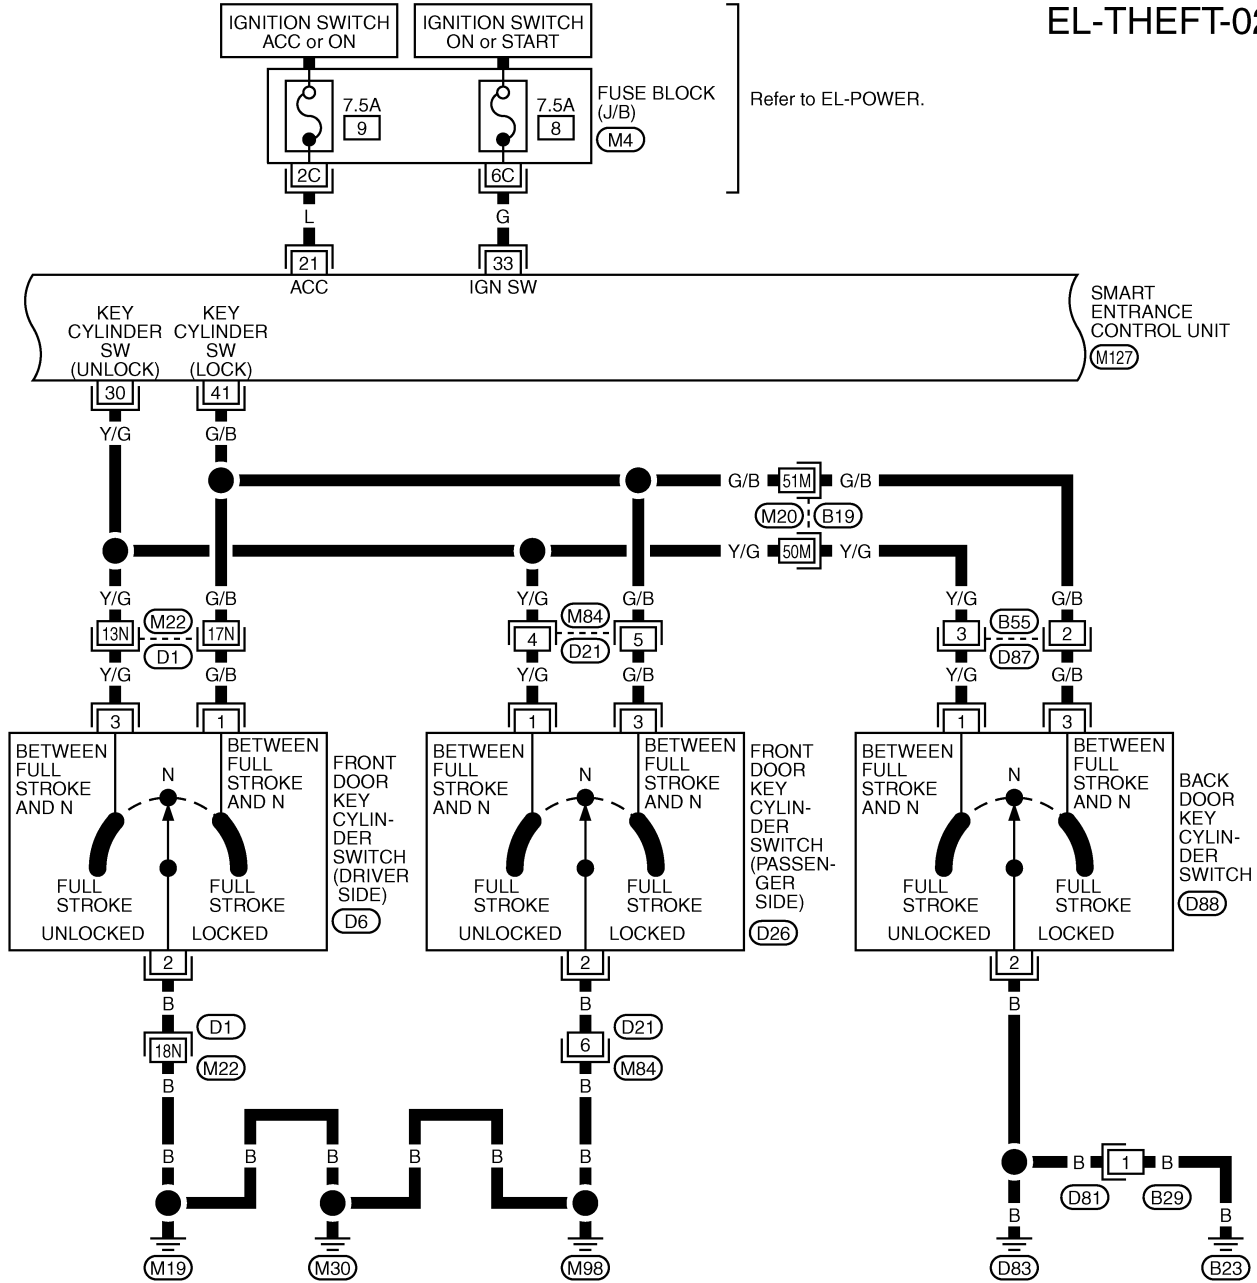 EL-THEFT-02
IGNITION SWITCH
ACC or ON
IGNITION SWITCH
ON or START
7.5A
9
7.5A
8
FUSE BLOCK
(J/B)
M4
Refer to EL-POWER.
2C
6C
L
G
21
33
ACC
IGN SW
KEY
CYLINDER
SW
(UNLOCK)
KEY
CYLINDER
SW
(LOCK)
SMART
ENTRANCE
CONTROL UNIT
M127
30
41
Y/G
G/B
G/B
51M
G/B
M20
B19
Y/G
50M
Y/G
Y/G
G/B
Y/G
G/B
Y/G
G/B
13N
M22
17N
D1
4
M84
5
D21
3
B55
2
D87
Y/G
G/B
Y/G
G/B
Y/G
G/B
3
1
1
3
1
3
BETWEEN
FULL
STROKE
AND N
BETWEEN
FULL
STROKE
AND N
N
FULL
STROKE
FULL
STROKE
UNLOCKED
LOCKED
FRONT
DOOR
KEY
CYLIN-
DER
SWITCH
(DRIVER
SIDE)
D6
BETWEEN
FULL
STROKE
AND N
BETWEEN
FULL
STROKE
AND N
N
FULL
STROKE
FULL
STROKE
UNLOCKED
LOCKED
FRONT
DOOR
KEY
CYLIN-
DER
SWITCH
(PASSEN-
GER
SIDE)
D26
BETWEEN
FULL
STROKE
AND N
BETWEEN
FULL
STROKE
AND N
N
FULL
STROKE
FULL
STROKE
UNLOCKED
LOCKED
BACK
DOOR
KEY
CYLIN-
DER
SWITCH
D88
2
2
2
B
B
B
D1
18N
M22
D21
6
M84
B
B
B
B
B
B
B
B
1
B
D81
B29
B
B
M19
M30
M98
D83
B23